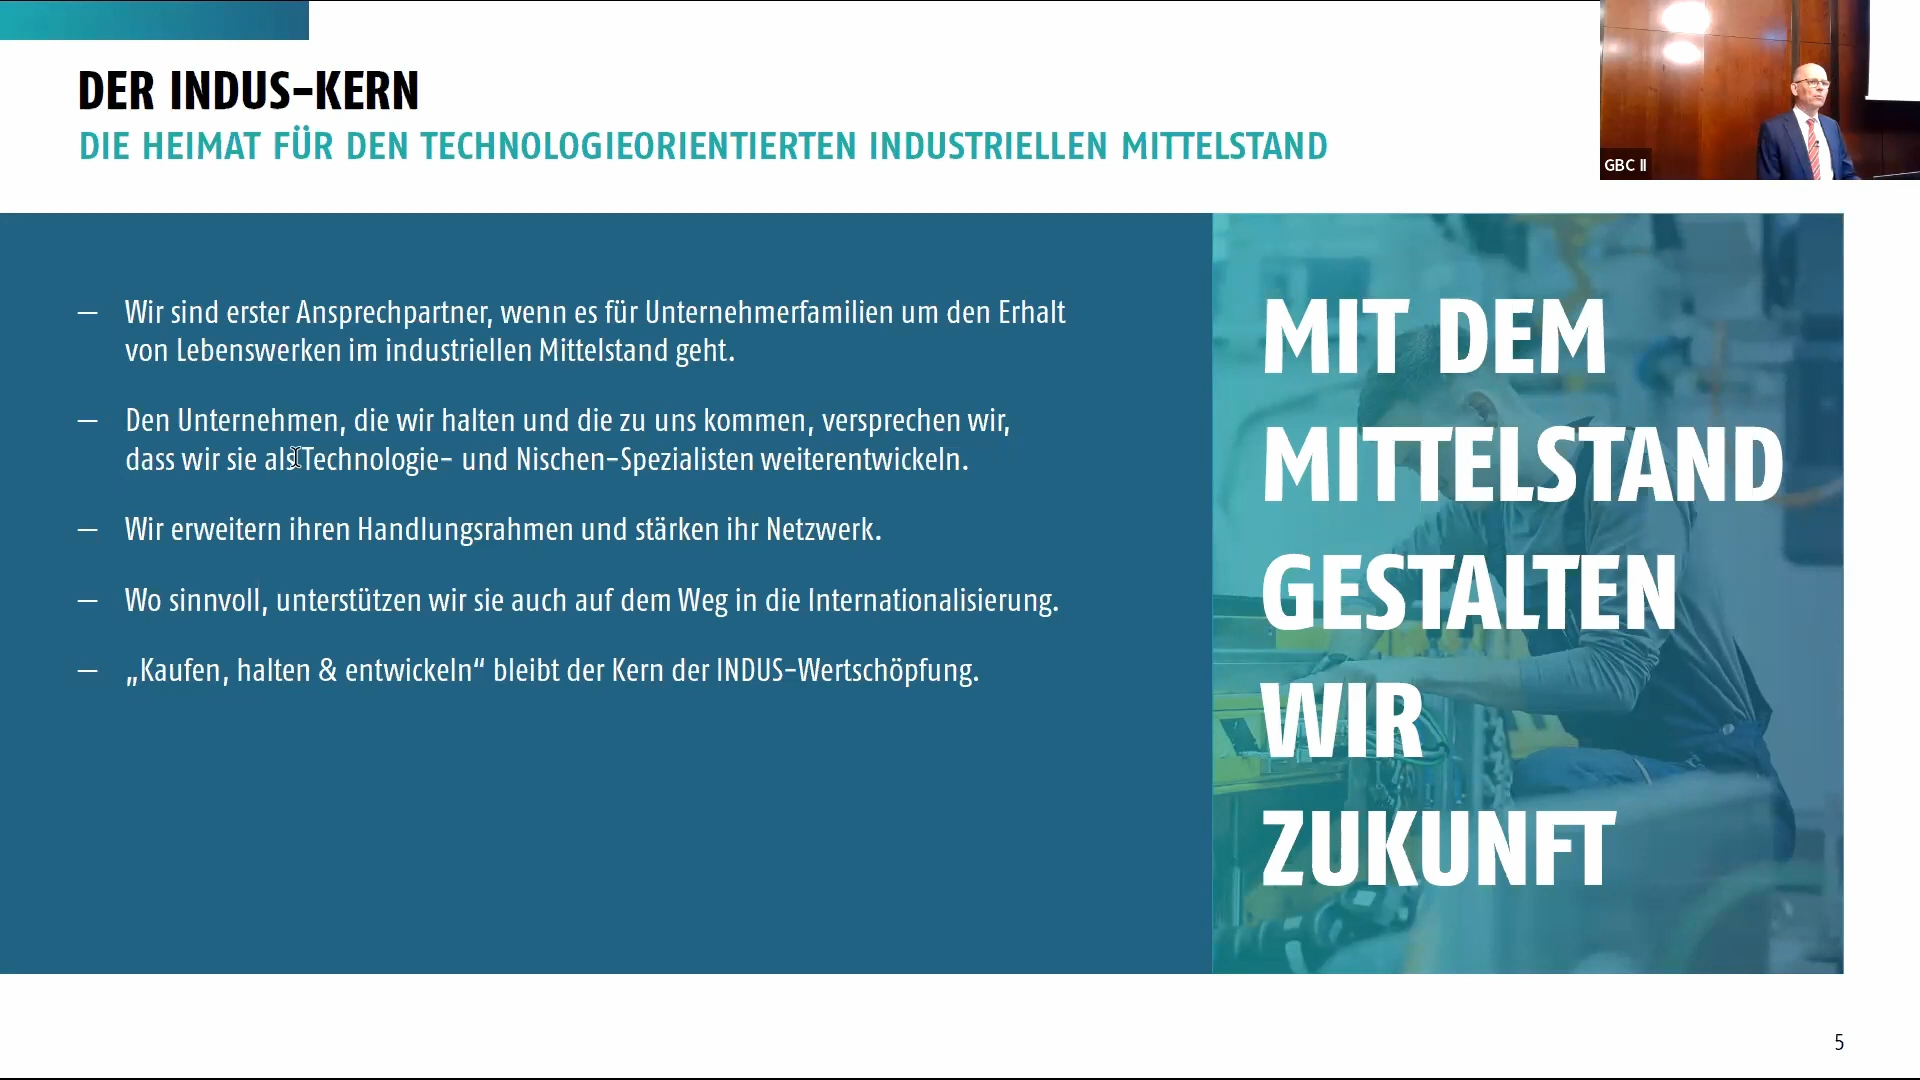 DER INDUS-KERN
DIE HEIMAT FÜR DEN TECHNOLOGIEORIENTIERTEN INDUSTRIELLEN MITTELSTAND
GBC II
— Wir sind erster Ansprechpartner, wenn es für Unternehmerfamilien um den Erhalt
von Lebenswerken im industriellen Mittelstand geht.
— Den Unternehmen, die wir halten und die zu uns kommen, versprechen wir,
dass wir sie als Technologie- und Nischen-Spezialisten weiterentwickeln.
— Wir erweitern ihren Handlungsrahmen und stärken ihr Netzwerk.
— Wo sinnvoll, unterstützen wir sie auch auf dem Weg in die Internationalisierung.
— „Kaufen, halten & entwickeln“ bleibt der Kern der INDUS-Wertschöpfung.
MIT DEM
MITTELSTAND
GESTALTEN
WIR
ZUKUNFT
5